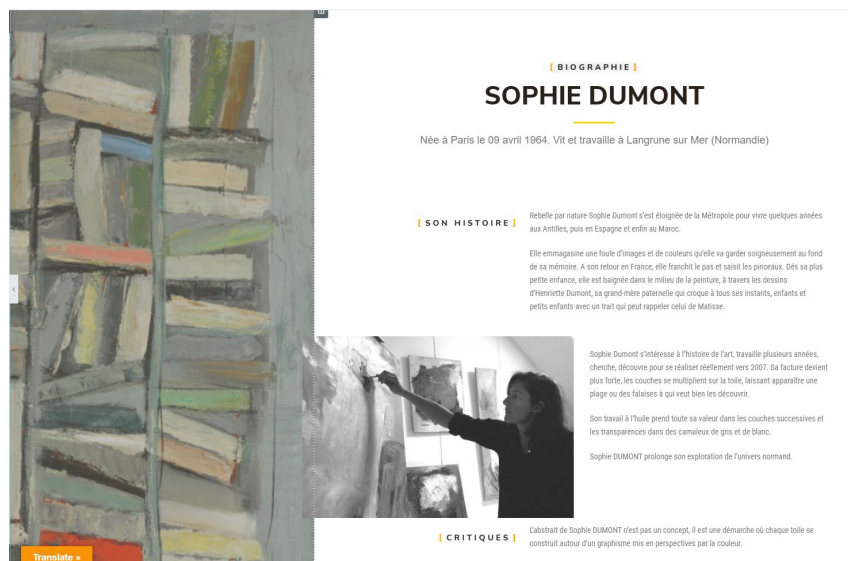 [ BIOGRAPHIE ]
SOPHIE DUMONT
Née à Paris le 09 avril 1964. Vit et travaille à Langrune sur Mer (Normandie)
[ SON HISTOIRE ]
Rebelle par nature Sophie Dumont s'est éloignée de la Métropole pour vivre quelques années
aux Antilles, puis en Espagne et enfin au Maroc.
Elle emmagasine une foule d'images et de couleurs qu'elle va garder soigneusement au fond
de sa mémoire. A son retour en France, elle franchit le pas et saisit les pinceaux. Dés sa plus
petite enfance, elle est baignée dans le milieu de la peinture, à travers les dessins
d'Henriette Dumont, sa grand-mère paternelle qui croque à tous ses instants, enfants et
petits enfants avec un trait qui peut rappeler celui de Matisse.
Sophie Dumont s'intéresse à l'histoire de l'art, travaille plusieurs années,
cherche, découvre pour se réaliser réellement vers 2007. Sa facture devient
plus forte, les couches se multiplient sur la toile, laissant apparaître une
plage ou des falaises à qui veut bien les découvrir.
Son travail à l'huile prend toute sa valeur dans les couches successives et
les transparences dans des camaïeux de gris et de blanc.
Sophie DUMONT prolonge son exploration de l'univers normand.
[ CRITIQUES ]
L'abstrait de Sophie DUMONT n'est pas un concept, il est une démarche où chaque toile se
construit autour d'un graphisme mis en perspectives par la couleur.
Translate »